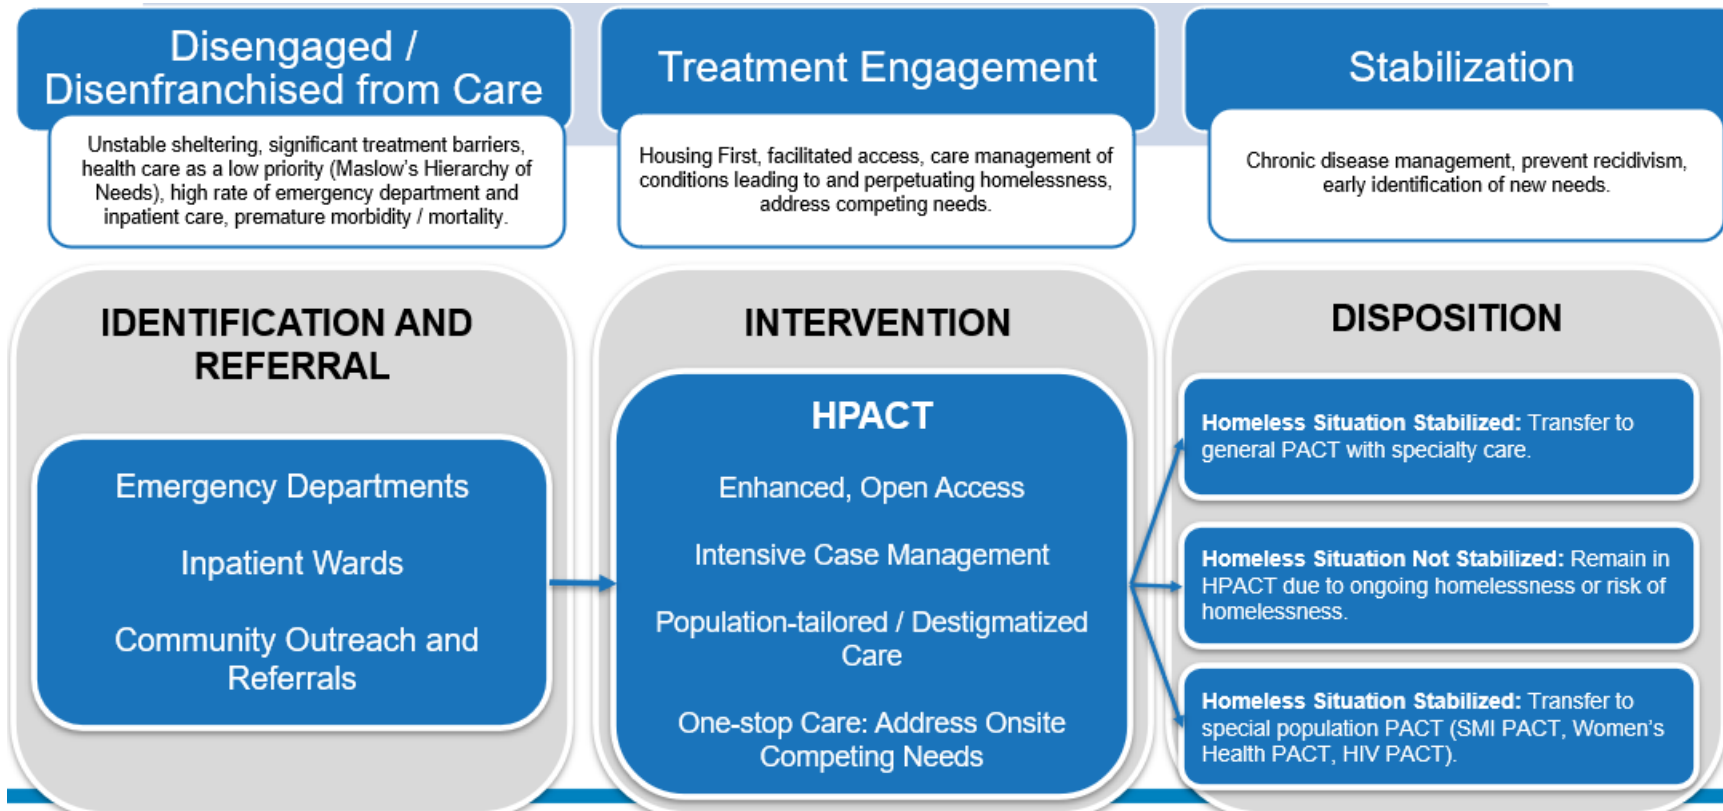 Disengaged /
Disenfranchised from Care
Unstable sheltering, significant treatment barriers,
health care as a low priority (Maslow's Hierarchy of
Needs), high rate of emergency department and
inpatient care, premature morbidity / mortality.
Treatment Engagement
Housing First, facilitated access, care management of
conditions leading to and perpetuating homelessness,
address competing needs.
Stabilization
Chronic disease management, prevent recidivism,
early identification of new needs.
IDENTIFICATION AND
REFERRAL
Emergency Departments
Inpatient Wards
Community Outreach and
Referrals
INTERVENTION
HPACT
Enhanced, Open Access
Intensive Case Management
Population-tailored / Destigmatized
Care
One-stop Care: Address Onsite
Competing Needs
DISPOSITION
Homeless Situation Stabilized: Transfer to
general PACT with specialty care.
Homeless Situation Not Stabilized: Remain in
HPACT due to ongoing homelessness or risk of
homelessness.
Homeless Situation Stabilized: Transfer to
special population PACT (SMI PACT, Women's
Health PACT, HIV PACT).